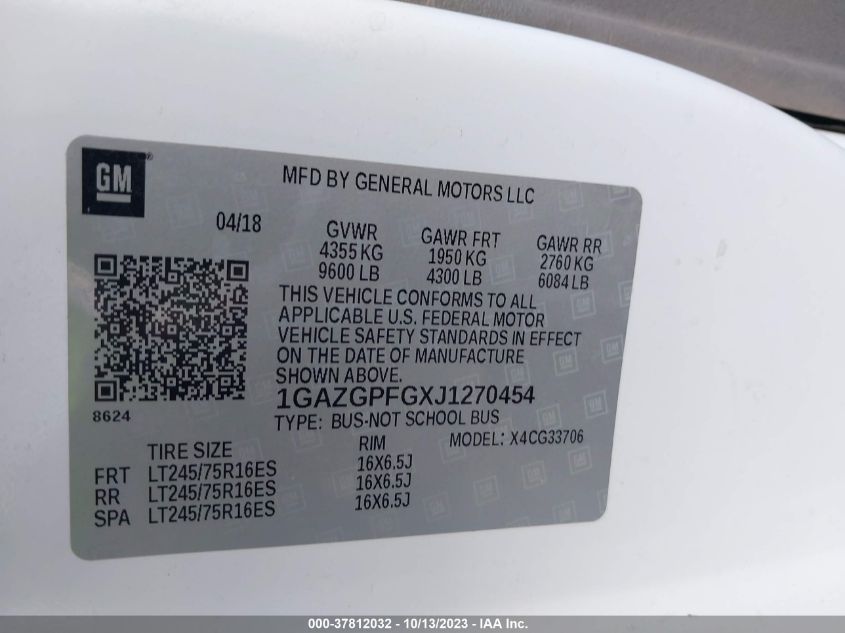 GM
MFD BY GENERAL MOTORS LLC
04/18
GVWR
4355 KG
9600 LB
GAWR FRT
1950 KG
4300 LB
GAWR RR
2760 KG
6084 LB
THIS VEHICLE CONFORMS TO ALL
APPLICABLE U.S. FEDERAL MOTOR
VEHICLE SAFETY STANDARDS IN EFFECT
ON THE DATE OF MANUFACTURE
SHOWN ABOVE.
1GAZGPFGXJ1270454
8624
TYPE: BUS-NOT SCHOOL BUS
MODEL: X4CG33706
TIRE SIZE RIM
FRT LT245/75R16ES 16X6.5J
RR LT245/75R16ES 16X6.5J
SPA LT245/75R16ES 16X6.5J
000-37812032 - 10/13/2023 - IAA Inc.